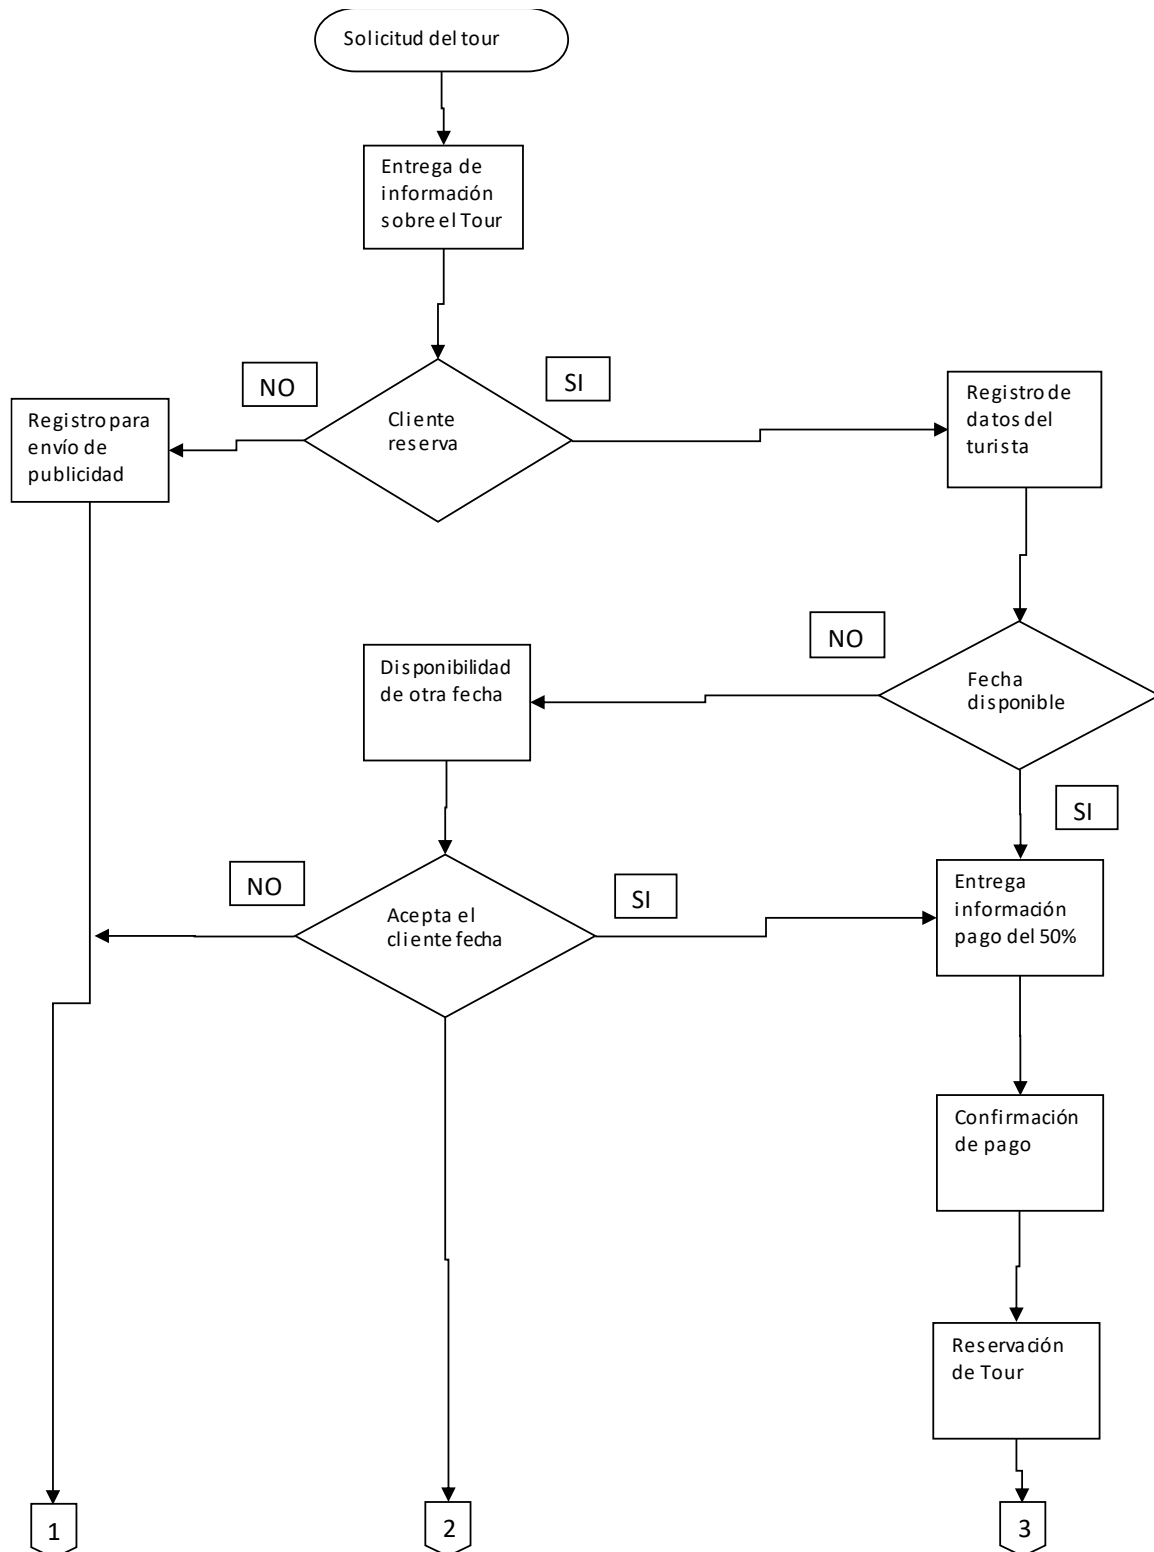 Solicitud del tour
Entrega de
información
sobre el Tour
NO
SI
Cliente
reserva
Registro para
envío de
publicidad
Registro de
datos del
turista
NO
Fecha
disponible
SI
Disponibilidad
de otra fecha
NO
SI
Acepta el
cliente fecha
Entrega
información
pago del 50%
Confirmación
de pago
Reservación
de Tour
1
2
3